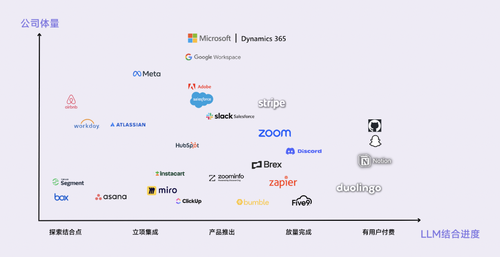 公司体量
Microsoft | Dynamics 365
Google Workspace
Meta
Adobe
salesforce
airbnb
stripe
slack Salesforce
workday
ATLASSIAN
zoom
HubSpot
Discord
Notion
Brex
Instacart
zoominfo
zapier
Segment
miro
duolingo
box
asana
ClickUp
bumble
Five9
探索结合点
立项集成
产品推出
放量完成
有用户付费
LLM结合进度